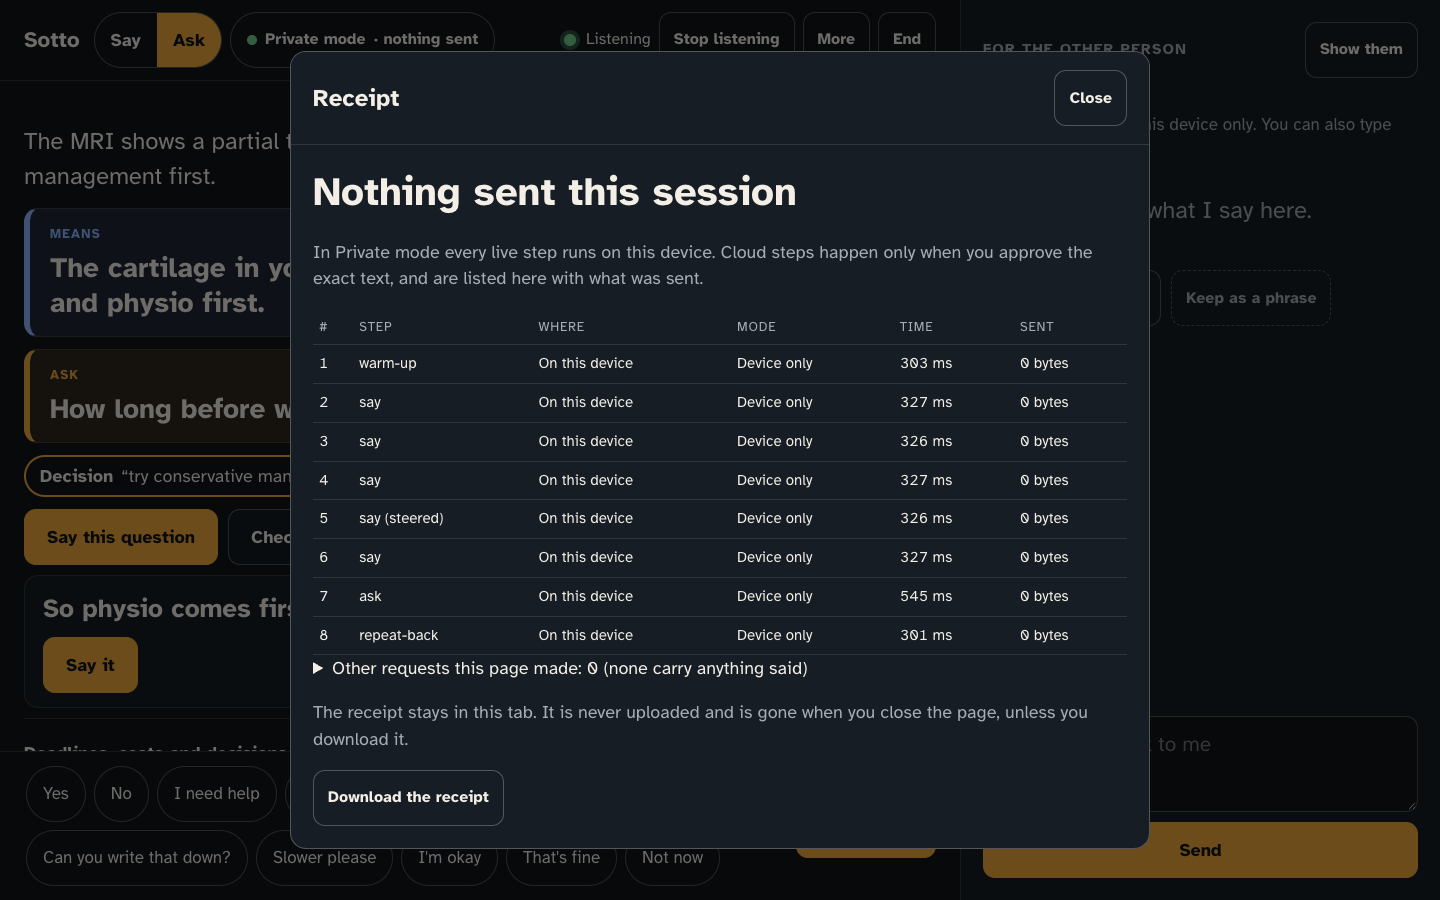 Sotto
Say
Ask
Private mode · nothing sent
Listening
Stop listening
More
End
FOR THE OTHER PERSON
Show them
Receipt
Close
The MRI shows a partial
management first.
is device only. You can also type
what I say here.
MEANS
The cartilage in
and physio first.
ASK
How long before
Decision "try conservative
Say this question
So physio comes
Say it
Keep as a phrase
Nothing sent this session
In Private mode every live step runs on this device. Cloud steps happen only when you approve the
exact text, and are listed here with what was sent.
# STEP WHERE MODE TIME SENT
1 warm-up On this device Device only 303 ms 0 bytes
2 say On this device Device only 327 ms 0 bytes
3 say On this device Device only 326 ms 0 bytes
4 say On this device Device only 327 ms 0 bytes
5 say (steered) On this device Device only 326 ms 0 bytes
6 say On this device Device only 327 ms 0 bytes
7 ask On this device Device only 545 ms 0 bytes
8 repeat-back On this device Device only 301 ms 0 bytes
Other requests this page made: 0 (none carry anything said)
The receipt stays in this tab. It is never uploaded and is gone when you close the page, unless you
download it.
Download the receipt
Yes
No
I need help
Can you write that down?
Slower please
I'm okay
That's fine
Not now
to me
Send